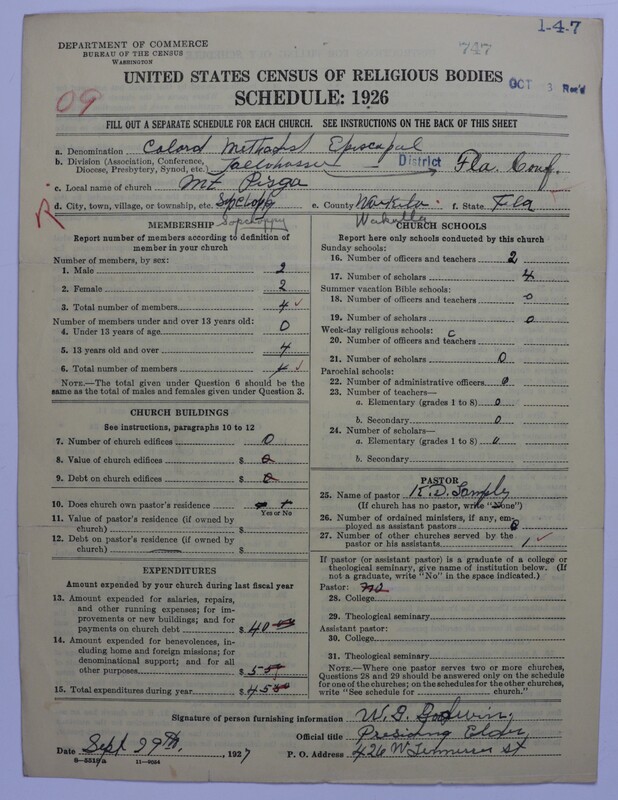 1-4-7
747
DEPARTMENT OF COMMERCE
BUREAU OF THE CENSUS
WASHINGTON
UNITED STATES CENSUS OF RELIGIOUS BODIES
OCT 3 Rec'd
SCHEDULE: 1926
09
FILL OUT A SEPARATE SCHEDULE FOR EACH CHURCH. SEE INSTRUCTIONS ON THE BACK OF THIS SHEET
a. Denomination Colord Methodist Episcapal
b. Division (Association, Conference, Diocese, Presbytery, Synod, etc.) Tallohassee District Fla. Conf.
c. Local name of church Mt Pisga
R.
d. City, town, village, or township, etc. Sopcloppy e. County Warkila f. State Fla
Sopchoppy Wakulla
MEMBERSHIP
Report number of members according to definition of member in your church
Number of members, by sex:
1. Male 2
2. Female 2
3. Total number of members 4 ✓
Number of members under and over 13 years old:
4. Under 13 years of age 0
5. 13 years old and over 4
6. Total number of members 4 ✓
NOTE.—The total given under Question 6 should be the same as the total of males and females given under Question 3.
CHURCH BUILDINGS
See instructions, paragraphs 10 to 12
7. Number of church edifices 0
8. Value of church edifices $ 0
9. Debt on church edifices $ 0
10. Does church own pastor's residence
Yes or No
11. Value of pastor's residence (if owned by church) $
12. Debt on pastor's residence (if owned by church) $
EXPENDITURES
Amount expended by your church during last fiscal year
13. Amount expended for salaries, repairs, and other running expenses; for improvements or new buildings; and for payments on church debt $ 40
14. Amount expended for benevolences, including home and foreign missions; for denominational support; and for all other purposes $ 5
15. Total expenditures during year $ 45
CHURCH SCHOOLS
Report here only schools conducted by this church
Sunday schools:
16. Number of officers and teachers 2
17. Number of scholars 4
Summer vacation Bible schools:
18. Number of officers and teachers 0
19. Number of scholars 0
Week-day religious schools:
20. Number of officers and teachers
21. Number of scholars 0
Parochial schools:
22. Number of administrative officers 0
23. Number of teachers—
a. Elementary (grades 1 to 8) 0
b. Secondary 0
24. Number of scholars—
a. Elementary (grades 1 to 8) 0
b. Secondary
PASTOR
25. Name of pastor
(If church has no pastor, write "None")
26. Number of ordained ministers, if any, employed as assistant pastors 0
27. Number of other churches served by the pastor or his assistants 1 ✓
If pastor (or assistant pastor) is a graduate of a college or theological seminary, give name of institution below. (If not a graduate, write "No" in the space indicated.)
Pastor: no
28. College
29. Theological seminary
Assistant pastor:
30. College
31. Theological seminary
NOTE.—Where one pastor serves two or more churches, Questions 28 and 29 should be answered only on the schedule for one of the churches; on the schedules for the other churches, write "See schedule for church."
Signature of person furnishing information W. G. Goodwin,
Official title Presiding Elder,
Date Sept 29th, 1927 P. O. Address 426 W Tennessee st
8—5518a 11—8024